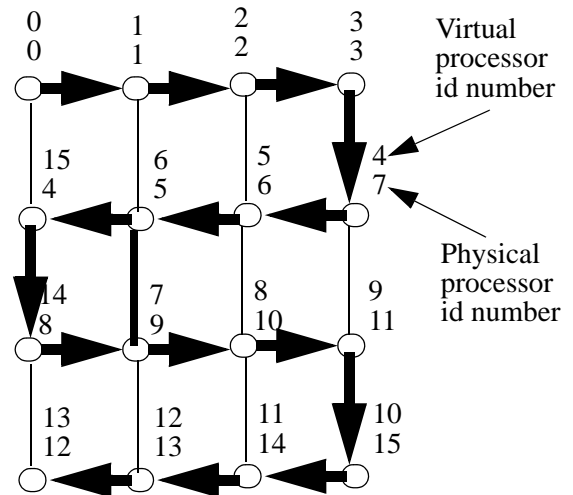 0 1 2 3
0 1 2 3
Virtual
processor
id number
15 6 5 4
4 5 6 7
Physical
processor
id number
14 7 8 9
8 9 10 11
13 12 11 10
12 13 14 15